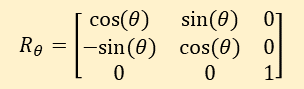 cos(θ) sin(θ) 0
R_θ = −sin(θ) cos(θ) 0
0 0 1